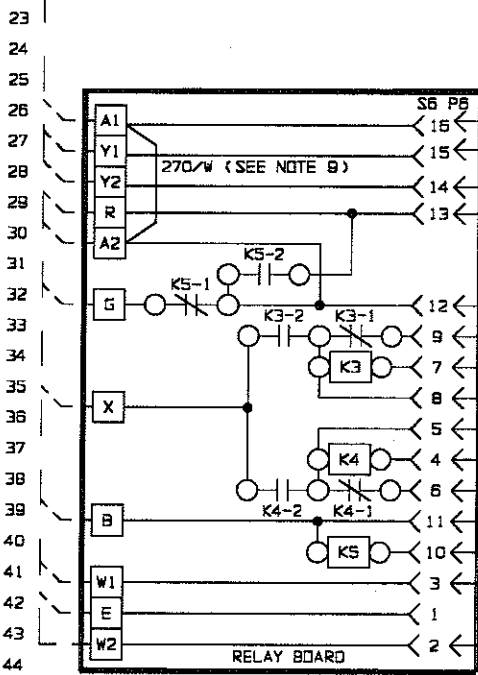 23
24
25
S6 P6
26 A1 16
27 Y1 270/W (SEE NOTE 9) 15
28 Y2 14
29 R 13
30 A2
31 K5-2
32 G K5-1 12
33 K3-2 K3-1 9
34 K3 7
8
35 X
36 5
37 K4 4
38 6
K4-2 K4-1
39 B 11
40 K5 10
41 W1 3
42 E 1
43 W2 2
RELAY BOARD
44